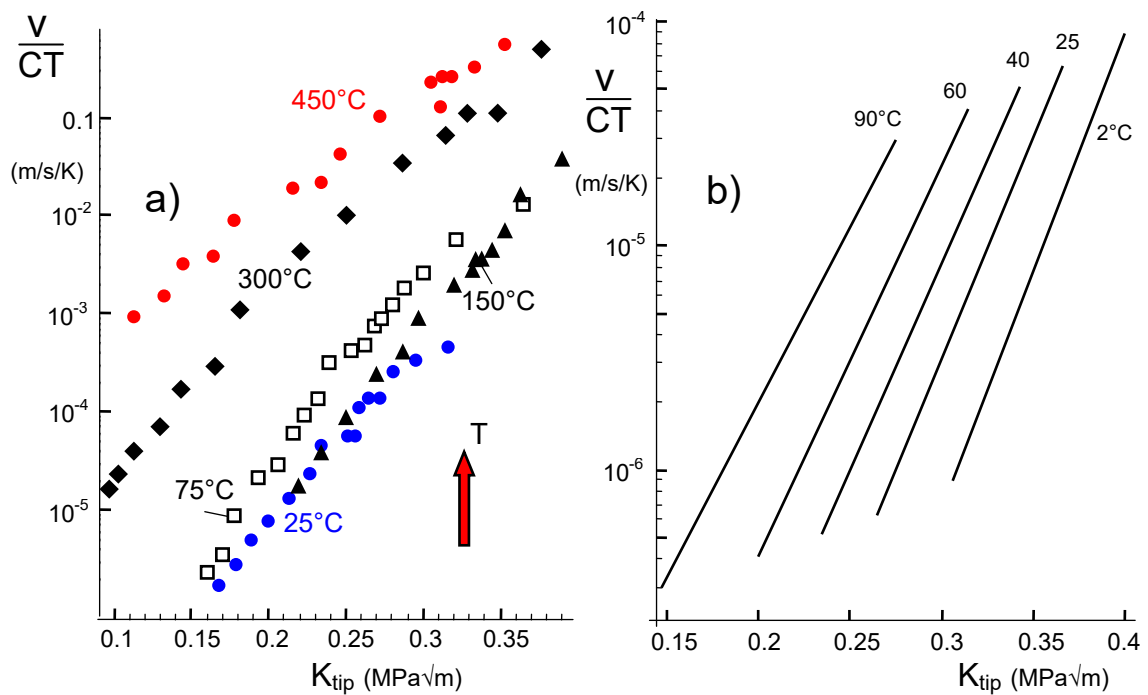 v
CT
(m/s/K)
a)
0.1
10-2
10-3
10-4
10-5
450°C
300°C
150°C
75°C
25°C
T
0.1
0.15
0.2
0.25
0.3
0.35
Ktip (MPa√m)
v
CT
(m/s/K)
b)
10-4
10-5
10-6
90°C
60
40
25
2°C
0.15
0.2
0.25
0.3
0.35
0.4
Ktip (MPa√m)